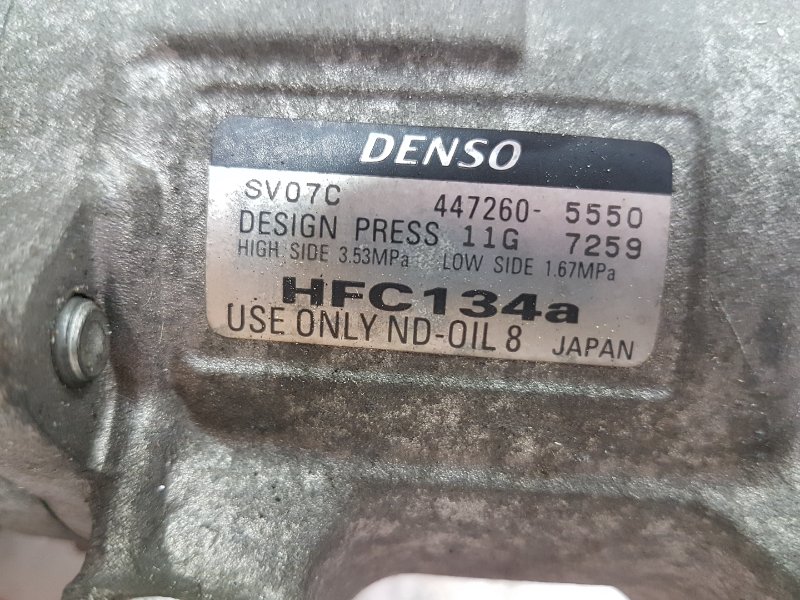 DENSO
SV07C 447260-5550
DESIGN PRESS 11G 7259
HIGH SIDE 3.53MPa LOW SIDE 1.67MPa
HFC134a
USE ONLY ND-OIL 8 JAPAN